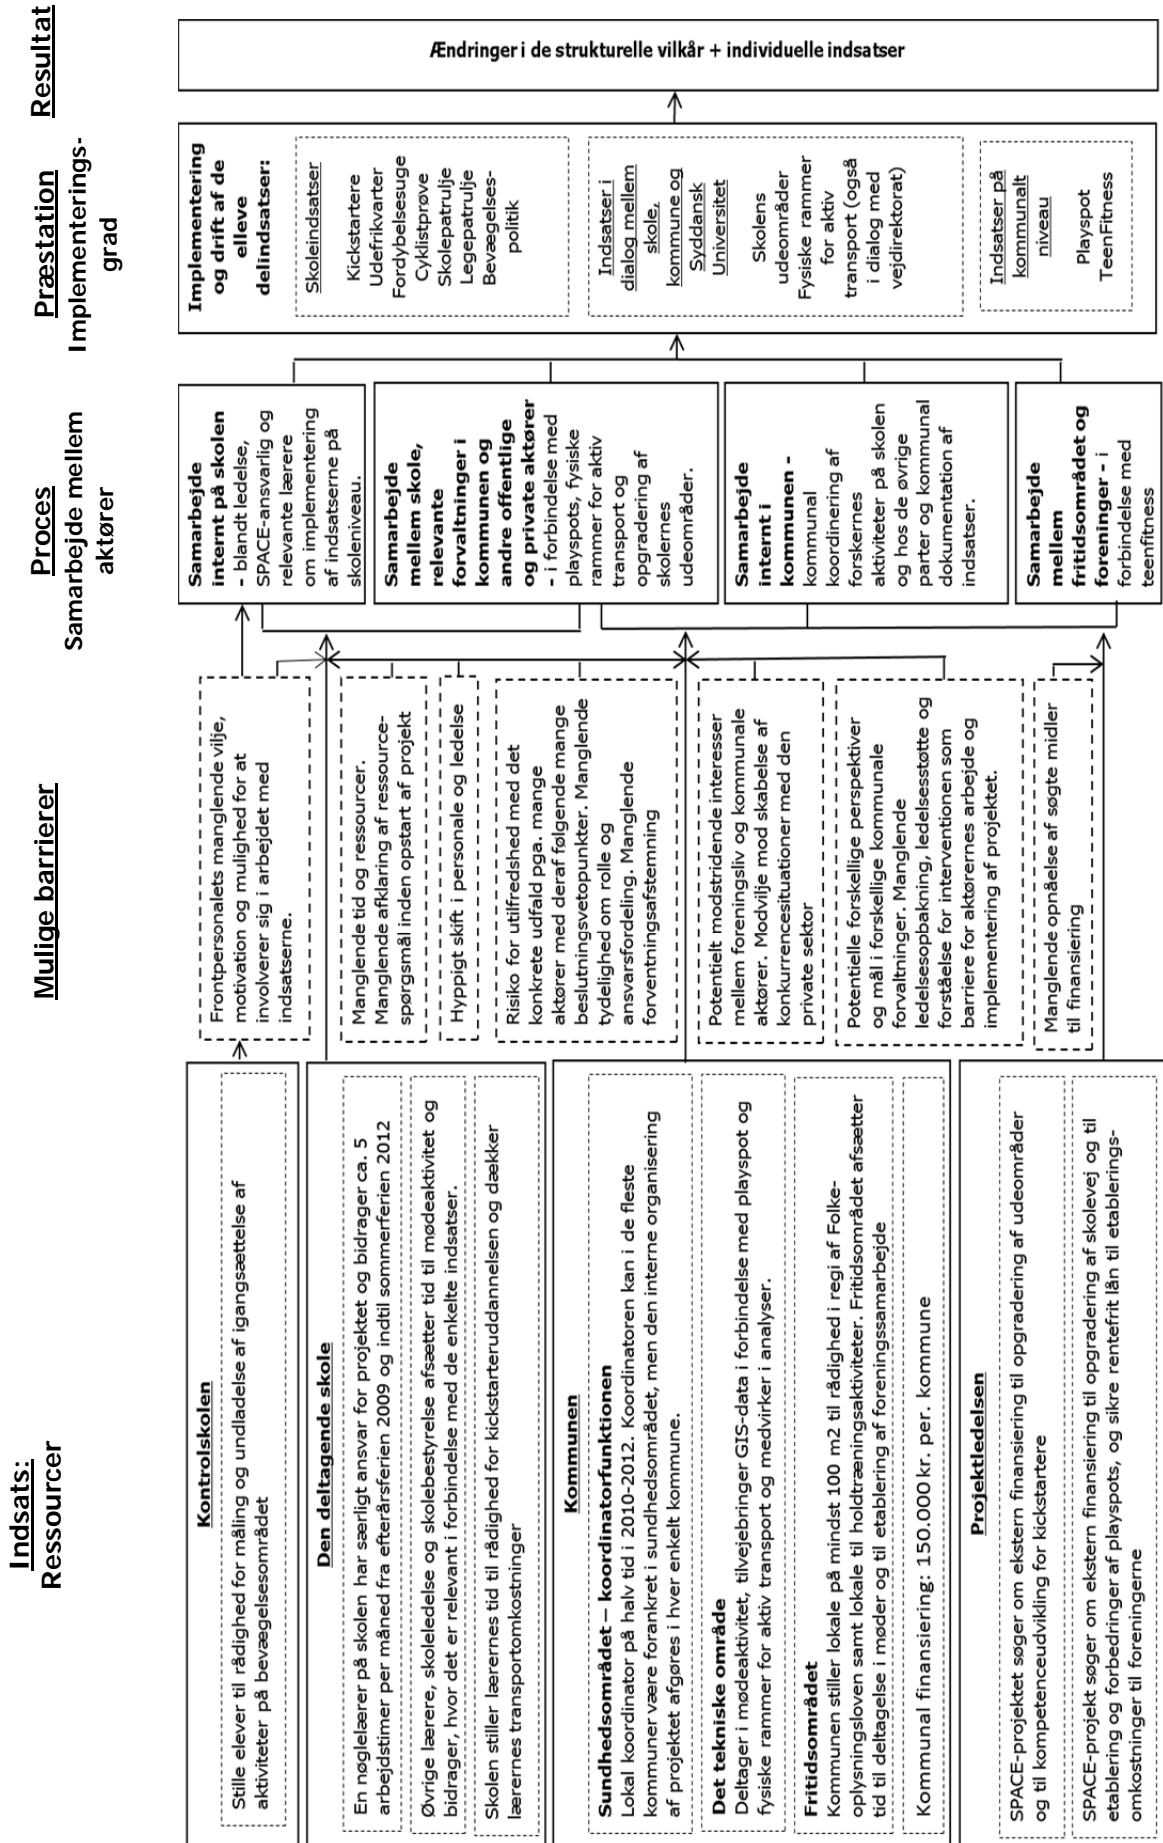 Indsats:
Ressourcer
Kontrolskolen
Stille elever til rådighed for måling og undladelse af igangsættelse af
aktiviteter på bevægelsesområdet
Den deltagende skole
En nøglelærer på skolen har særligt ansvar for projektet og bidrager ca. 5
arbejdstimer per måned fra efterårsferien 2009 og indtil sommerferien 2012
Øvrige lærere, skoleledelse og skolebestyrelse afsætter tid til mødeaktivitet og
bidrager, hvor det er relevant i forbindelse med de enkelte indsatser.
Skolen stiller lærernes tid til rådighed for kickstarteruddannelsen og dækker
lærernes transportomkostninger
Kommunen
Sundhedsområdet – koordinatorfunktionen
Lokal koordinator på halv tid i 2010-2012. Koordinatoren kan i de fleste
kommuner være forankret i sundhedsområdet, men den interne organisering
af projektet afgøres i hver enkelt kommune.
Det tekniske område
Deltager i mødeaktivitet, tilvejebringer GIS-data i forbindelse med playspot og
fysiske rammer for aktiv transport og medvirker i analyser.
Fritidsområdet
Kommunen stiller lokale på mindst 100 m2 til rådighed i regi af Folke-
oplysningsloven samt lokale til holdtræningsaktiviteter. Fritidsområdet afsætter
tid til deltagelse i møder og til etablering af foreningssamarbejde
Kommunal finansiering: 150.000 kr. per. kommune
Projektledelsen
SPACE-projektet søger om ekstern finansiering til opgradering af udeområder
og til kompetenceudvikling for kickstartere
SPACE-projekt søger om ekstern finansiering til opgradering af skolevej og til
etablering og forbedringer af playspots, og sikre rentefrit lån til etablerings-
omkostninger til foreningerne
Mulige barrierer
Frontpersonalets manglende vilje,
motivation og mulighed for at
involverer sig i arbejdet med
indsatserne.
Manglende tid og ressourcer.
Manglende afklaring af ressource-
spørgsmål inden opstart af projekt
Hyppigt skift i personale og ledelse
Risiko for utilfredshed med det
konkrete udfald pga. mange
aktører med deraf følgende mange
beslutningsvetopunkter. Manglende
tydelighed om rolle og
ansvarsfordeling. Manglende
forventningsafstemning
Potentielt modstridende interesser
mellem foreningsliv og kommunale
aktører. Modvilje mod skabelse af
konkurrencesituationer med den
private sektor
Potentielle forskellige perspektiver
og mål i forskellige kommunale
forvaltninger. Manglende
ledelsesopbakning, ledelsesstøtte og
forståelse for interventionen som
barriere for aktørernes arbejde og
implementering af projektet.
Manglende opnåelse af søgte midler
til finansiering
Proces
Samarbejde mellem
aktører
Samarbejde
internt på skolen
- blandt ledelse,
SPACE-ansvarlig og
relevante lærere
om implementering
af indsatserne på
skoleniveau.
Samarbejde
mellem skole,
relevante
forvaltninger i
kommunen og
andre offentlige
og private aktører
- i forbindelse med
playspots, fysiske
rammer for aktiv
transport og
opgradering af
skolernes
udeområder.
Samarbejde
internt i
kommunen -
kommunal
koordinering af
forskernes
aktiviteter på skolen
og hos de øvrige
parter og kommunal
dokumentation af
indsatser.
Samarbejde
mellem
fritidsområdet og
foreninger - i
forbindelse med
teenfitness
Præstation
Implementerings-
grad
Implementering
og drift af de
elleve
delindsatser:
Skoleindsatser
Kickstartere
Udefrikvarter
Fordybelsesuge
Cyklistprøve
Skolepatrulje
Legepatrulje
Bevægelses-
politik
Indsatser i
dialog mellem
skole,
kommune og
Syddansk
Universitet
Skolens
udeområder
Fysiske rammer
for aktiv
transport (også
i dialog med
vejdirektorat)
Indsatser på
kommunalt
niveau
Playspot
TeenFitness
Resultat
Ændringer i de strukturelle vilkår + individuelle indsatser